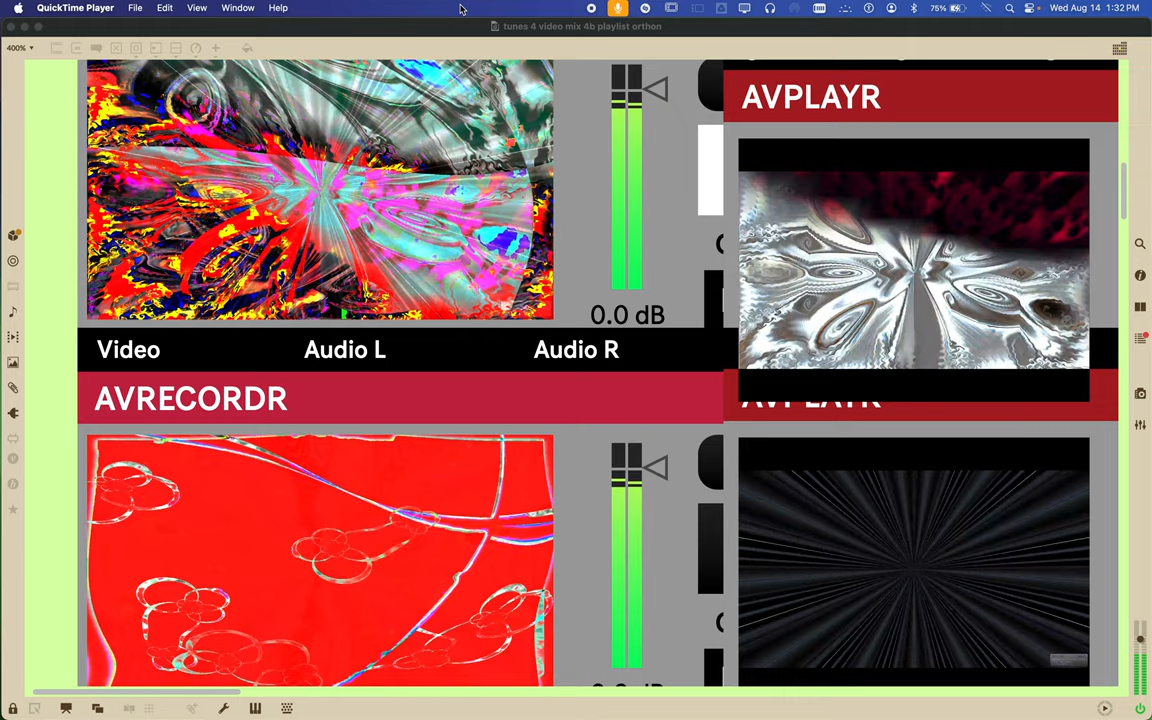 QuickTime Player File Edit View Window Help 75% Wed Aug 14 1:32 PM
tunes 4 video mix 4b playlist orthon
400%
AVPLAYR
0.0 dB
Video Audio L Audio R
AVRECORDR
AVPLAYR